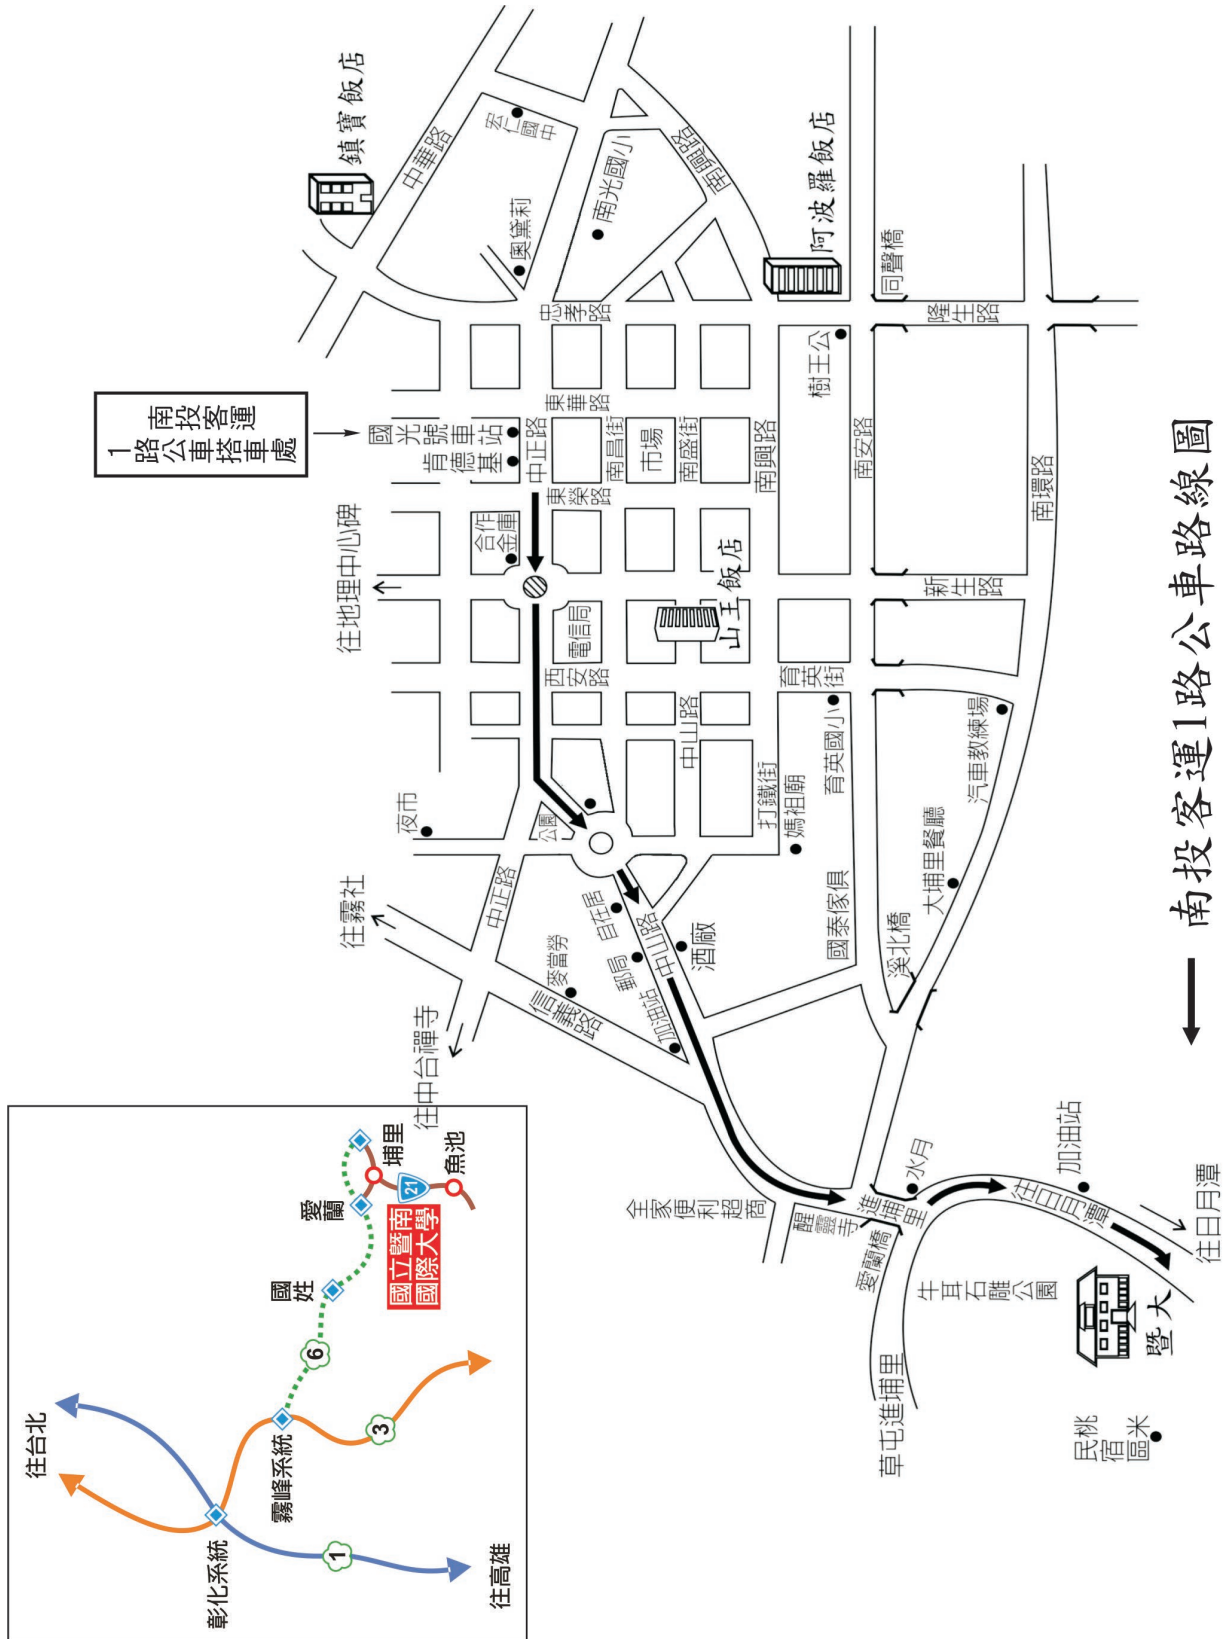 南投客運
1路公車搭車處
鎮寶飯店
中華路
宏仁
國中
奧黛莉
南光國小
南興路
阿波羅飯店
同聲橋
忠孝路
隆生路
樹王公
國光號車站
肯德基
中正路
東華路
南昌街
市場
南盛街
南興路
南安路
南環路
東榮路
往地理中心碑
合作
金庫
電信局
西安路
山王飯店
新生路
育英街
中山路
育英國小
汽車教練場
打鐵街
媽祖廟
夜市
公園
往霧社
中正路
自在居
郵局
中山路
酒廠
國泰傢俱
溪北橋
大埔里餐廳
麥當勞
信義路
加油站
往中台禪寺
全家便利超商
醒靈寺
進埔里
水月
愛蘭橋
往日月潭
加油站
往日月潭
牛耳石雕公園
草屯進埔里
暨大
桃米
民宿區
南投客運1路公車路線圖
往台北
彰化系統
霧峰系統
往高雄
1
3
6
國姓
愛蘭
埔里
21
魚池
國立暨南
國際大學